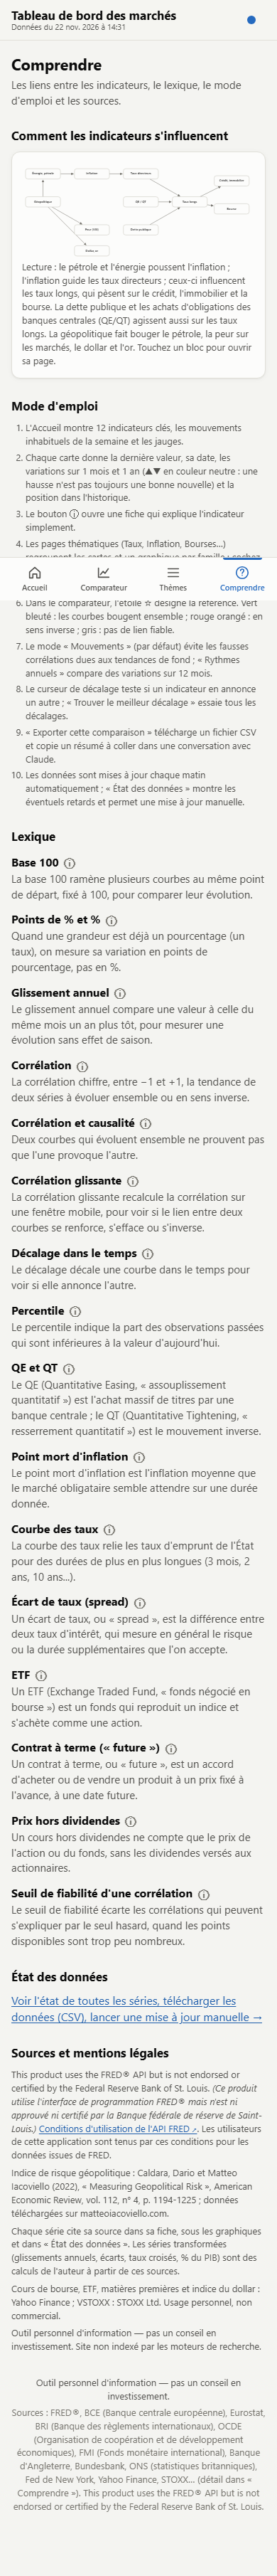 Tableau de bord des marchés
Données du 22 nov. 2026 à 14:31
Comprendre
Les liens entre les indicateurs, le lexique, le mode
d'emploi et les sources.
Comment les indicateurs s'influencent
Énergie, pétrole
Inflation
Taux directeurs
Crédit, immobilier
Géopolitique
QE / QT
Taux longs
Bourse
Peur (VIX)
Dette publique
Dollar, or
Lecture : le pétrole et l'énergie poussent l'inflation ;
l'inflation guide les taux directeurs ; ceux-ci influencent
les taux longs, qui pèsent sur le crédit, l'immobilier et la
bourse. La dette publique et les achats d'obligations des
banques centrales (QE/QT) agissent aussi sur les taux
longs. La géopolitique fait bouger le pétrole, la peur sur
les marchés, le dollar et l'or. Touchez un bloc pour ouvrir
sa page.
Mode d'emploi
1. L'Accueil montre 12 indicateurs clés, les mouvements
inhabituels de la semaine et les jauges.
2. Chaque carte donne la dernière valeur, sa date, les
variations sur 1 mois et 1 an (▲▼ en couleur neutre : une
hausse n'est pas toujours une bonne nouvelle) et la
position dans l'historique.
3. Le bouton ⓘ ouvre une fiche qui explique l'indicateur
simplement.
4. Les pages thématiques (Taux, Inflation, Bourses...)
Accueil
Comparateur
Thèmes
Comprendre
6. Dans le comparateur, l'étoile ☆ désigne la référence. Vert
bleuté : les courbes bougent ensemble ; rouge orangé : en
sens inverse ; gris : pas de lien fiable.
7. Le mode « Mouvements » (par défaut) évite les fausses
corrélations dues aux tendances de fond ; « Rythmes
annuels » compare des variations sur 12 mois.
8. Le curseur de décalage teste si un indicateur en annonce
un autre ; « Trouver le meilleur décalage » essaie tous les
décalages.
9. « Exporter cette comparaison » télécharge un fichier CSV
et copie un résumé à coller dans une conversation avec
Claude.
10. Les données sont mises à jour chaque matin
automatiquement ; « État des données » montre les
éventuels retards et permet une mise à jour manuelle.
Lexique
Base 100 ⓘ
La base 100 ramène plusieurs courbes au même point
de départ, fixé à 100, pour comparer leur évolution.
Points de % et % ⓘ
Quand une grandeur est déjà un pourcentage (un
taux), on mesure sa variation en points de
pourcentage, pas en %.
Glissement annuel ⓘ
Le glissement annuel compare une valeur à celle du
même mois un an plus tôt, pour mesurer une
évolution sans effet de saison.
Corrélation ⓘ
La corrélation chiffre, entre −1 et +1, la tendance de
deux séries à évoluer ensemble ou en sens inverse.
Corrélation et causalité ⓘ
Deux courbes qui évoluent ensemble ne prouvent pas
que l'une provoque l'autre.
Corrélation glissante ⓘ
La corrélation glissante recalcule la corrélation sur
une fenêtre mobile, pour voir si le lien entre deux
courbes se renforce, s'efface ou s'inverse.
Décalage dans le temps ⓘ
Le décalage décale une courbe dans le temps pour
voir si elle annonce l'autre.
Percentile ⓘ
Le percentile indique la part des observations passées
qui sont inférieures à la valeur d'aujourd'hui.
QE et QT ⓘ
Le QE (Quantitative Easing, « assouplissement
quantitatif ») est l'achat massif de titres par une
banque centrale ; le QT (Quantitative Tightening, «
resserrement quantitatif ») est le mouvement inverse.
Point mort d'inflation ⓘ
Le point mort d'inflation est l'inflation moyenne que
le marché obligataire semble attendre sur une durée
donnée.
Courbe des taux ⓘ
La courbe des taux relie les taux d'emprunt de l'État
pour des durées de plus en plus longues (3 mois, 2
ans, 10 ans...).
Écart de taux (spread) ⓘ
Un écart de taux, ou « spread », est la différence entre
deux taux d'intérêt, qui mesure en général le risque
ou la durée supplémentaires que l'on accepte.
ETF ⓘ
Un ETF (Exchange Traded Fund, « fonds négocié en
bourse ») est un fonds qui reproduit un indice et
s'achète comme une action.
Contrat à terme (« future ») ⓘ
Un contrat à terme, ou « future », est un accord
d'acheter ou de vendre un produit à un prix fixé à
l'avance, à une date future.
Prix hors dividendes ⓘ
Un cours hors dividendes ne compte que le prix de
l'action ou du fonds, sans les dividendes versés aux
actionnaires.
Seuil de fiabilité d'une corrélation ⓘ
Le seuil de fiabilité écarte les corrélations qui peuvent
s'expliquer par le seul hasard, quand les points
disponibles sont trop peu nombreux.
État des données
Voir l'état de toutes les séries, télécharger les
données (CSV), lancer une mise à jour manuelle →
Sources et mentions légales
This product uses the FRED® API but is not endorsed or
certified by the Federal Reserve Bank of St. Louis. (Ce produit
utilise l'interface de programmation FRED® mais n'est ni
approuvé ni certifié par la Banque fédérale de réserve de Saint-
Louis.) Conditions d'utilisation de l'API FRED ↗. Les utilisateurs
de cette application sont tenus par ces conditions pour les
données issues de FRED.
Indice de risque géopolitique : Caldara, Dario et Matteo
Iacoviello (2022), « Measuring Geopolitical Risk », American
Economic Review, vol. 112, n° 4, p. 1194-1225 ; données
téléchargées sur matteoiacoviello.com.
Chaque série cite sa source dans sa fiche, sous les graphiques
et dans « État des données ». Les séries transformées
(glissements annuels, écarts, taux croisés, % du PIB) sont des
calculs de l'auteur à partir de ces sources.
Cours de bourse, ETF, matières premières et indice du dollar :
Yahoo Finance ; VSTOXX : STOXX Ltd. Usage personnel, non
commercial.
Outil personnel d'information — pas un conseil en
investissement. Site non indexé par les moteurs de recherche.
Outil personnel d'information — pas un conseil en
investissement.
Sources : FRED®, BCE (Banque centrale européenne), Eurostat,
BRI (Banque des règlements internationaux), OCDE
(Organisation de coopération et de développement
économiques), FMI (Fonds monétaire international), Banque
d'Angleterre, Bundesbank, ONS (statistiques britanniques),
Fed de New York, Yahoo Finance, STOXX... (détail dans «
Comprendre »). This product uses the FRED® API but is not
endorsed or certified by the Federal Reserve Bank of St. Louis.